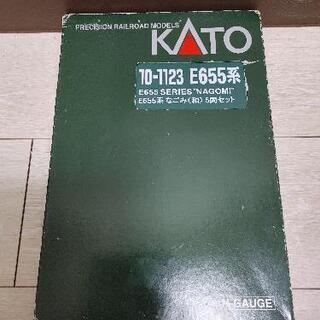 PRECISION RAILROAD MODELS
KATO
10-1123 E655系
E655 SERIES "NAGOMI"
E655系 なごみ(和) 5両セット
N-GAUGE